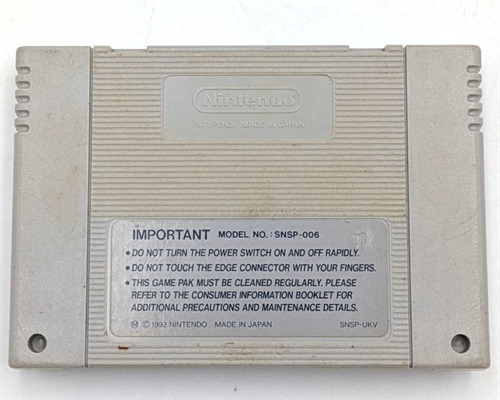 Nintendo
PAT. PEND. MADE IN JAPAN
IMPORTANT MODEL NO. : SNSP-006
• DO NOT TURN THE POWER SWITCH ON AND OFF RAPIDLY.
• DO NOT TOUCH THE EDGE CONNECTOR WITH YOUR FINGERS.
• THIS GAME PAK MUST BE CLEANED REGULARLY. PLEASE
REFER TO THE CONSUMER INFORMATION BOOKLET FOR
ADDITIONAL PRECAUTIONS AND MAINTENANCE DETAILS.
Ⓜ © 1992 NINTENDO MADE IN JAPAN SNSP-UKV